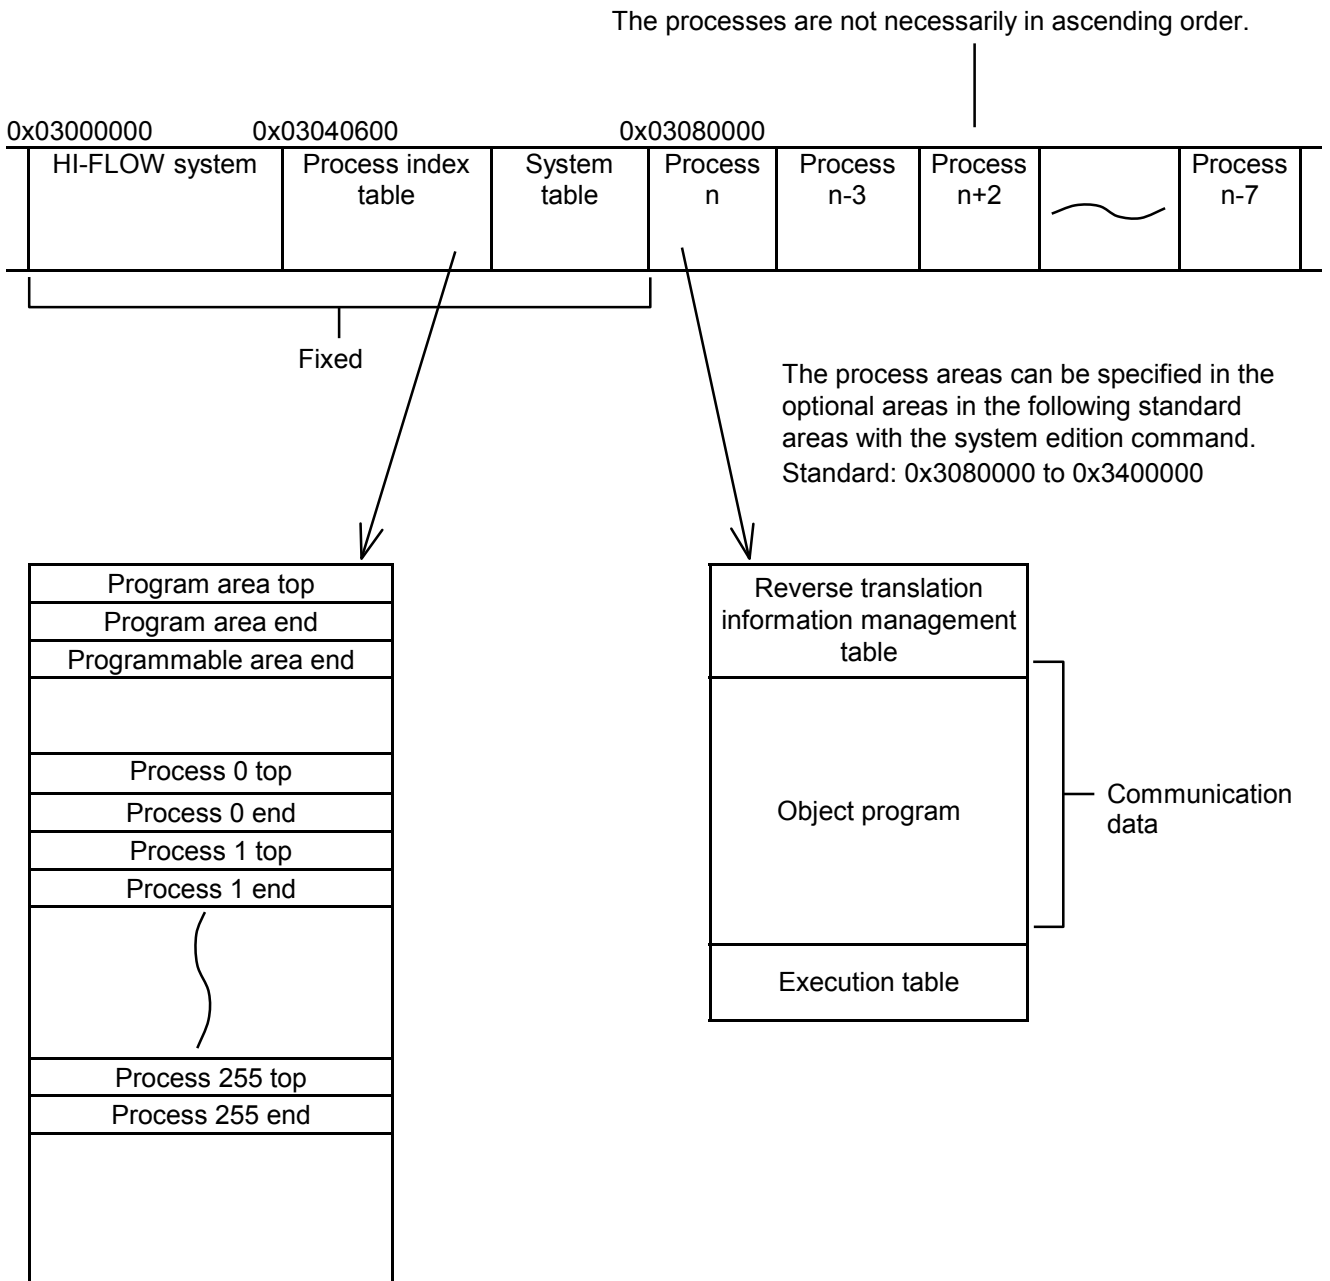 The processes are not necessarily in ascending order.
0x03000000
0x03040600
0x03080000
HI-FLOW system
Process index
table
System
table
Process
n
Process
n-3
Process
n+2
Process
n-7
Fixed
The process areas can be specified in the
optional areas in the following standard
areas with the system edition command.
Standard: 0x3080000 to 0x3400000
Program area top
Program area end
Programmable area end
Process 0 top
Process 0 end
Process 1 top
Process 1 end
Process 255 top
Process 255 end
Reverse translation
information management
table
Object program
Execution table
Communication
data